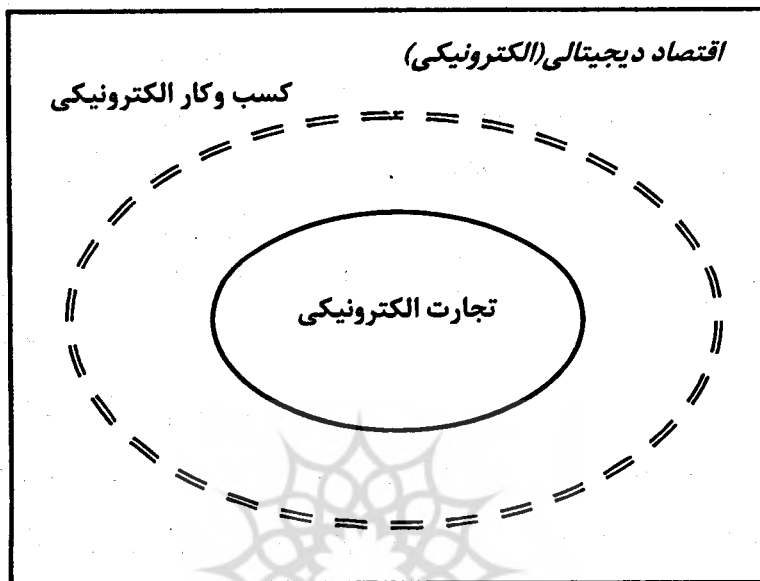 اقتصاد دیجیتالی(الکترونیکی)
کسب وکار الکترونیکی
تجارت الکترونیکی